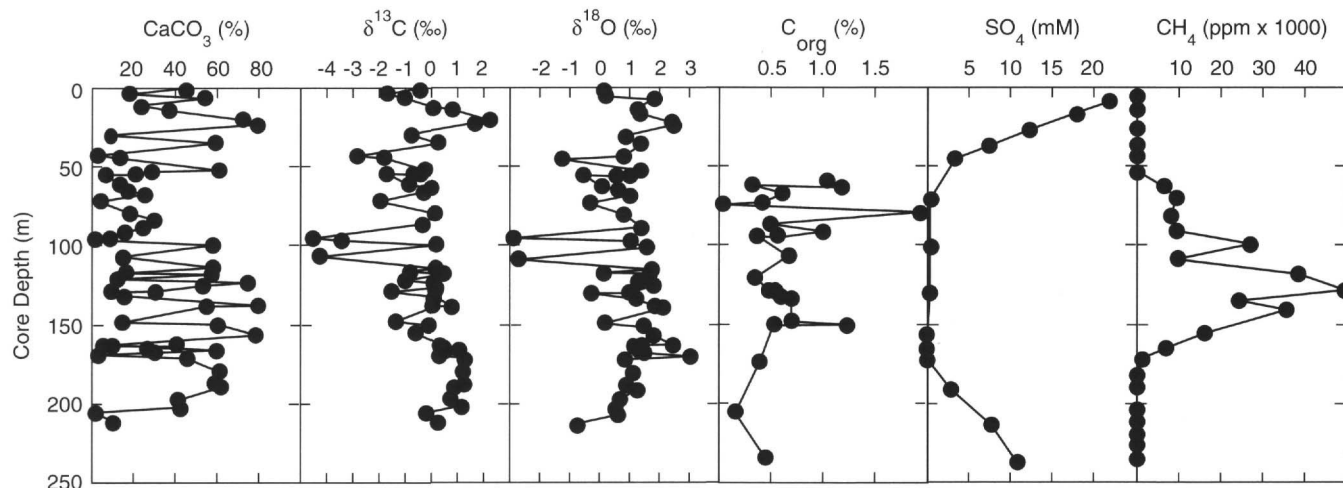 CaCO3 (%) δ13C (‰) δ18O (‰) Corg (%) SO4 (mM) CH4 (ppm x 1000)
20 40 60 80 -4 -3 -2 -1 0 1 2 -2 -1 0 1 2 3 0.5 1.0 1.5 5 10 15 20 10 20 30 40
0
50
100
150
200
250
Core Depth (m)